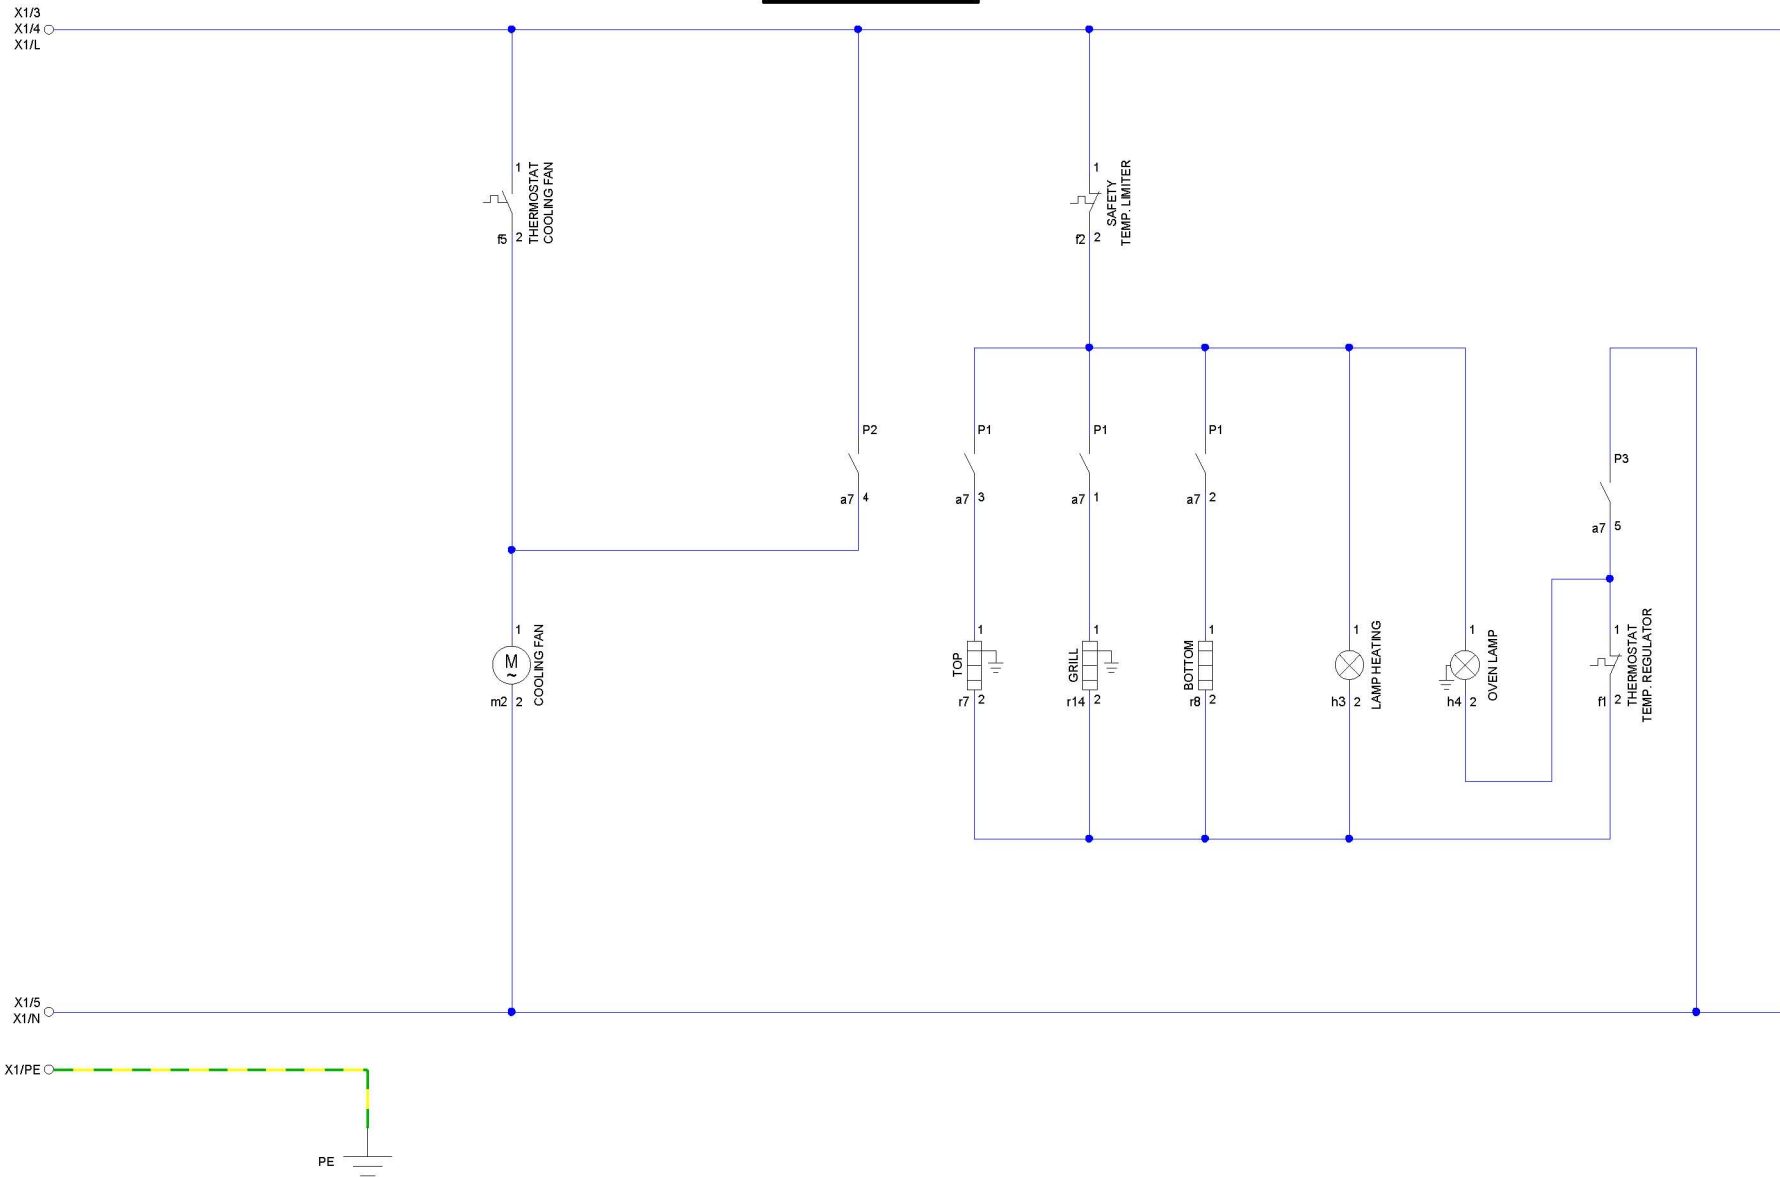 X1/3
X1/4
X1/L
1
THERMOSTAT
COOLING FAN
f5 2
1
SAFETY
TEMP. LIMITER
f2 2
P2
a7 4
P1
a7 3
P1
a7 1
P1
a7 2
P3
a7 5
1
M
~
COOLING FAN
m2 2
1
TOP
r7 2
1
GRILL
r14 2
1
BOTTOM
r8 2
1
LAMP HEATING
h3 2
1
OVEN LAMP
h4 2
1
THERMOSTAT
TEMP. REGULATOR
f1 2
X1/5
X1/N
X1/PE
PE